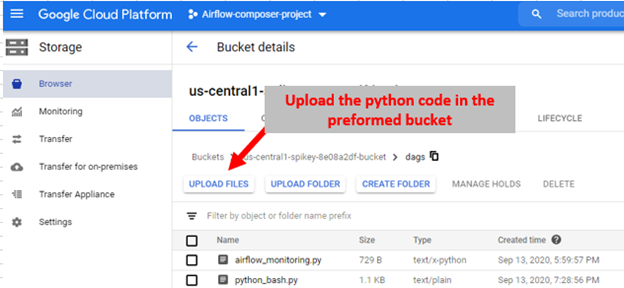 Google Cloud Platform
Airflow-composer-project
Search produc
Storage
Bucket details
Browser
us-central1-
Monitoring
Upload the python code in the
preformed bucket
OBJECTS
LIFECYCLE
Transfer
Transfer for on-premises
Buckets us-central1-spikey-8e08a2df-bucket > dags
Transfer Appliance
UPLOAD FILES UPLOAD FOLDER CREATE FOLDER MANAGE HOLDS DELETE
Settings
Filter by object or folder name prefix
Name Size Type Created time
airflow_monitoring.py 729 B text/x-python Sep 13, 2020, 5:59:57 PM
python_bash.py 1.1 KB text/plain Sep 13, 2020, 7:28:56 PM